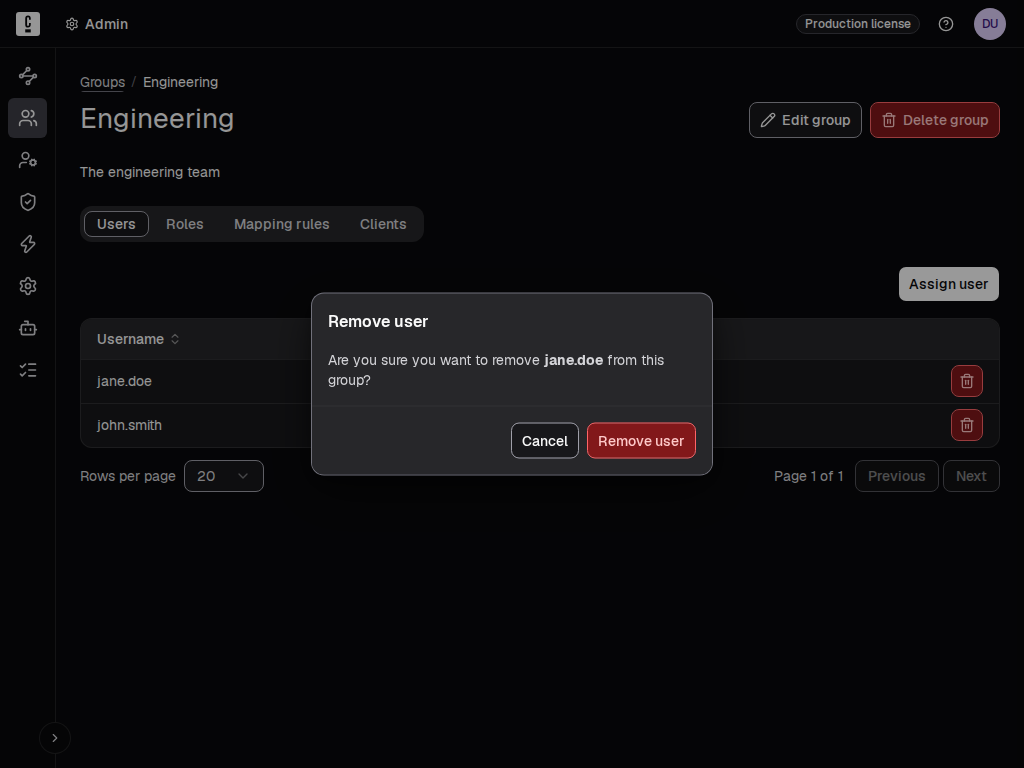 Admin
Production license
DU
Groups / Engineering
Engineering
Edit group
Delete group
The engineering team
Users
Roles
Mapping rules
Clients
Assign user
Username
jane.doe
john.smith
Remove user
Are you sure you want to remove jane.doe from this
group?
Cancel
Remove user
Rows per page
20
Page 1 of 1
Previous
Next